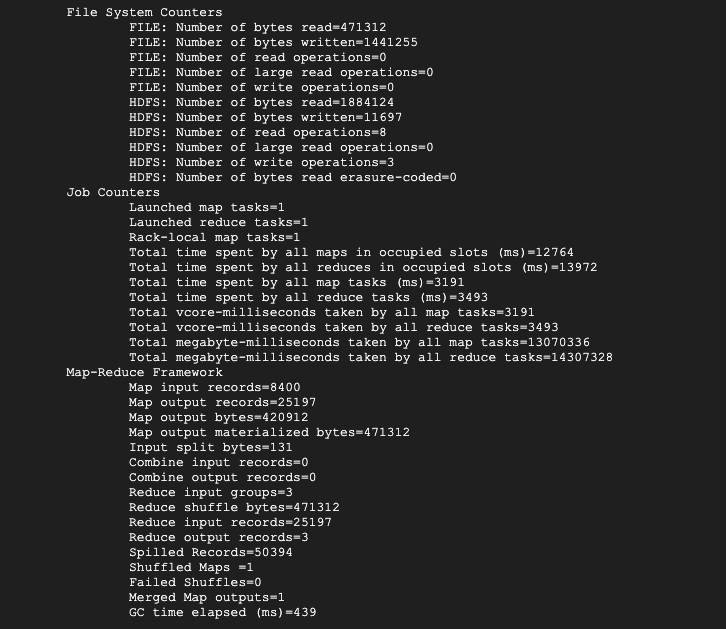 File System Counters
FILE: Number of bytes read=471312
FILE: Number of bytes written=1441255
FILE: Number of read operations=0
FILE: Number of large read operations=0
FILE: Number of write operations=0
HDFS: Number of bytes read=1884124
HDFS: Number of bytes written=11697
HDFS: Number of read operations=8
HDFS: Number of large read operations=0
HDFS: Number of write operations=3
HDFS: Number of bytes read erasure-coded=0
Job Counters
Launched map tasks=1
Launched reduce tasks=1
Rack-local map tasks=1
Total time spent by all maps in occupied slots (ms)=12764
Total time spent by all reduces in occupied slots (ms)=13972
Total time spent by all map tasks (ms)=3191
Total time spent by all reduce tasks (ms)=3493
Total vcore-milliseconds taken by all map tasks=3191
Total vcore-milliseconds taken by all reduce tasks=3493
Total megabyte-milliseconds taken by all map tasks=13070336
Total megabyte-milliseconds taken by all reduce tasks=14307328
Map-Reduce Framework
Map input records=8400
Map output records=25197
Map output bytes=420912
Map output materialized bytes=471312
Input split bytes=131
Combine input records=0
Combine output records=0
Reduce input groups=3
Reduce shuffle bytes=471312
Reduce input records=25197
Reduce output records=3
Spilled Records=50394
Shuffled Maps =1
Failed Shuffles=0
Merged Map outputs=1
GC time elapsed (ms)=439